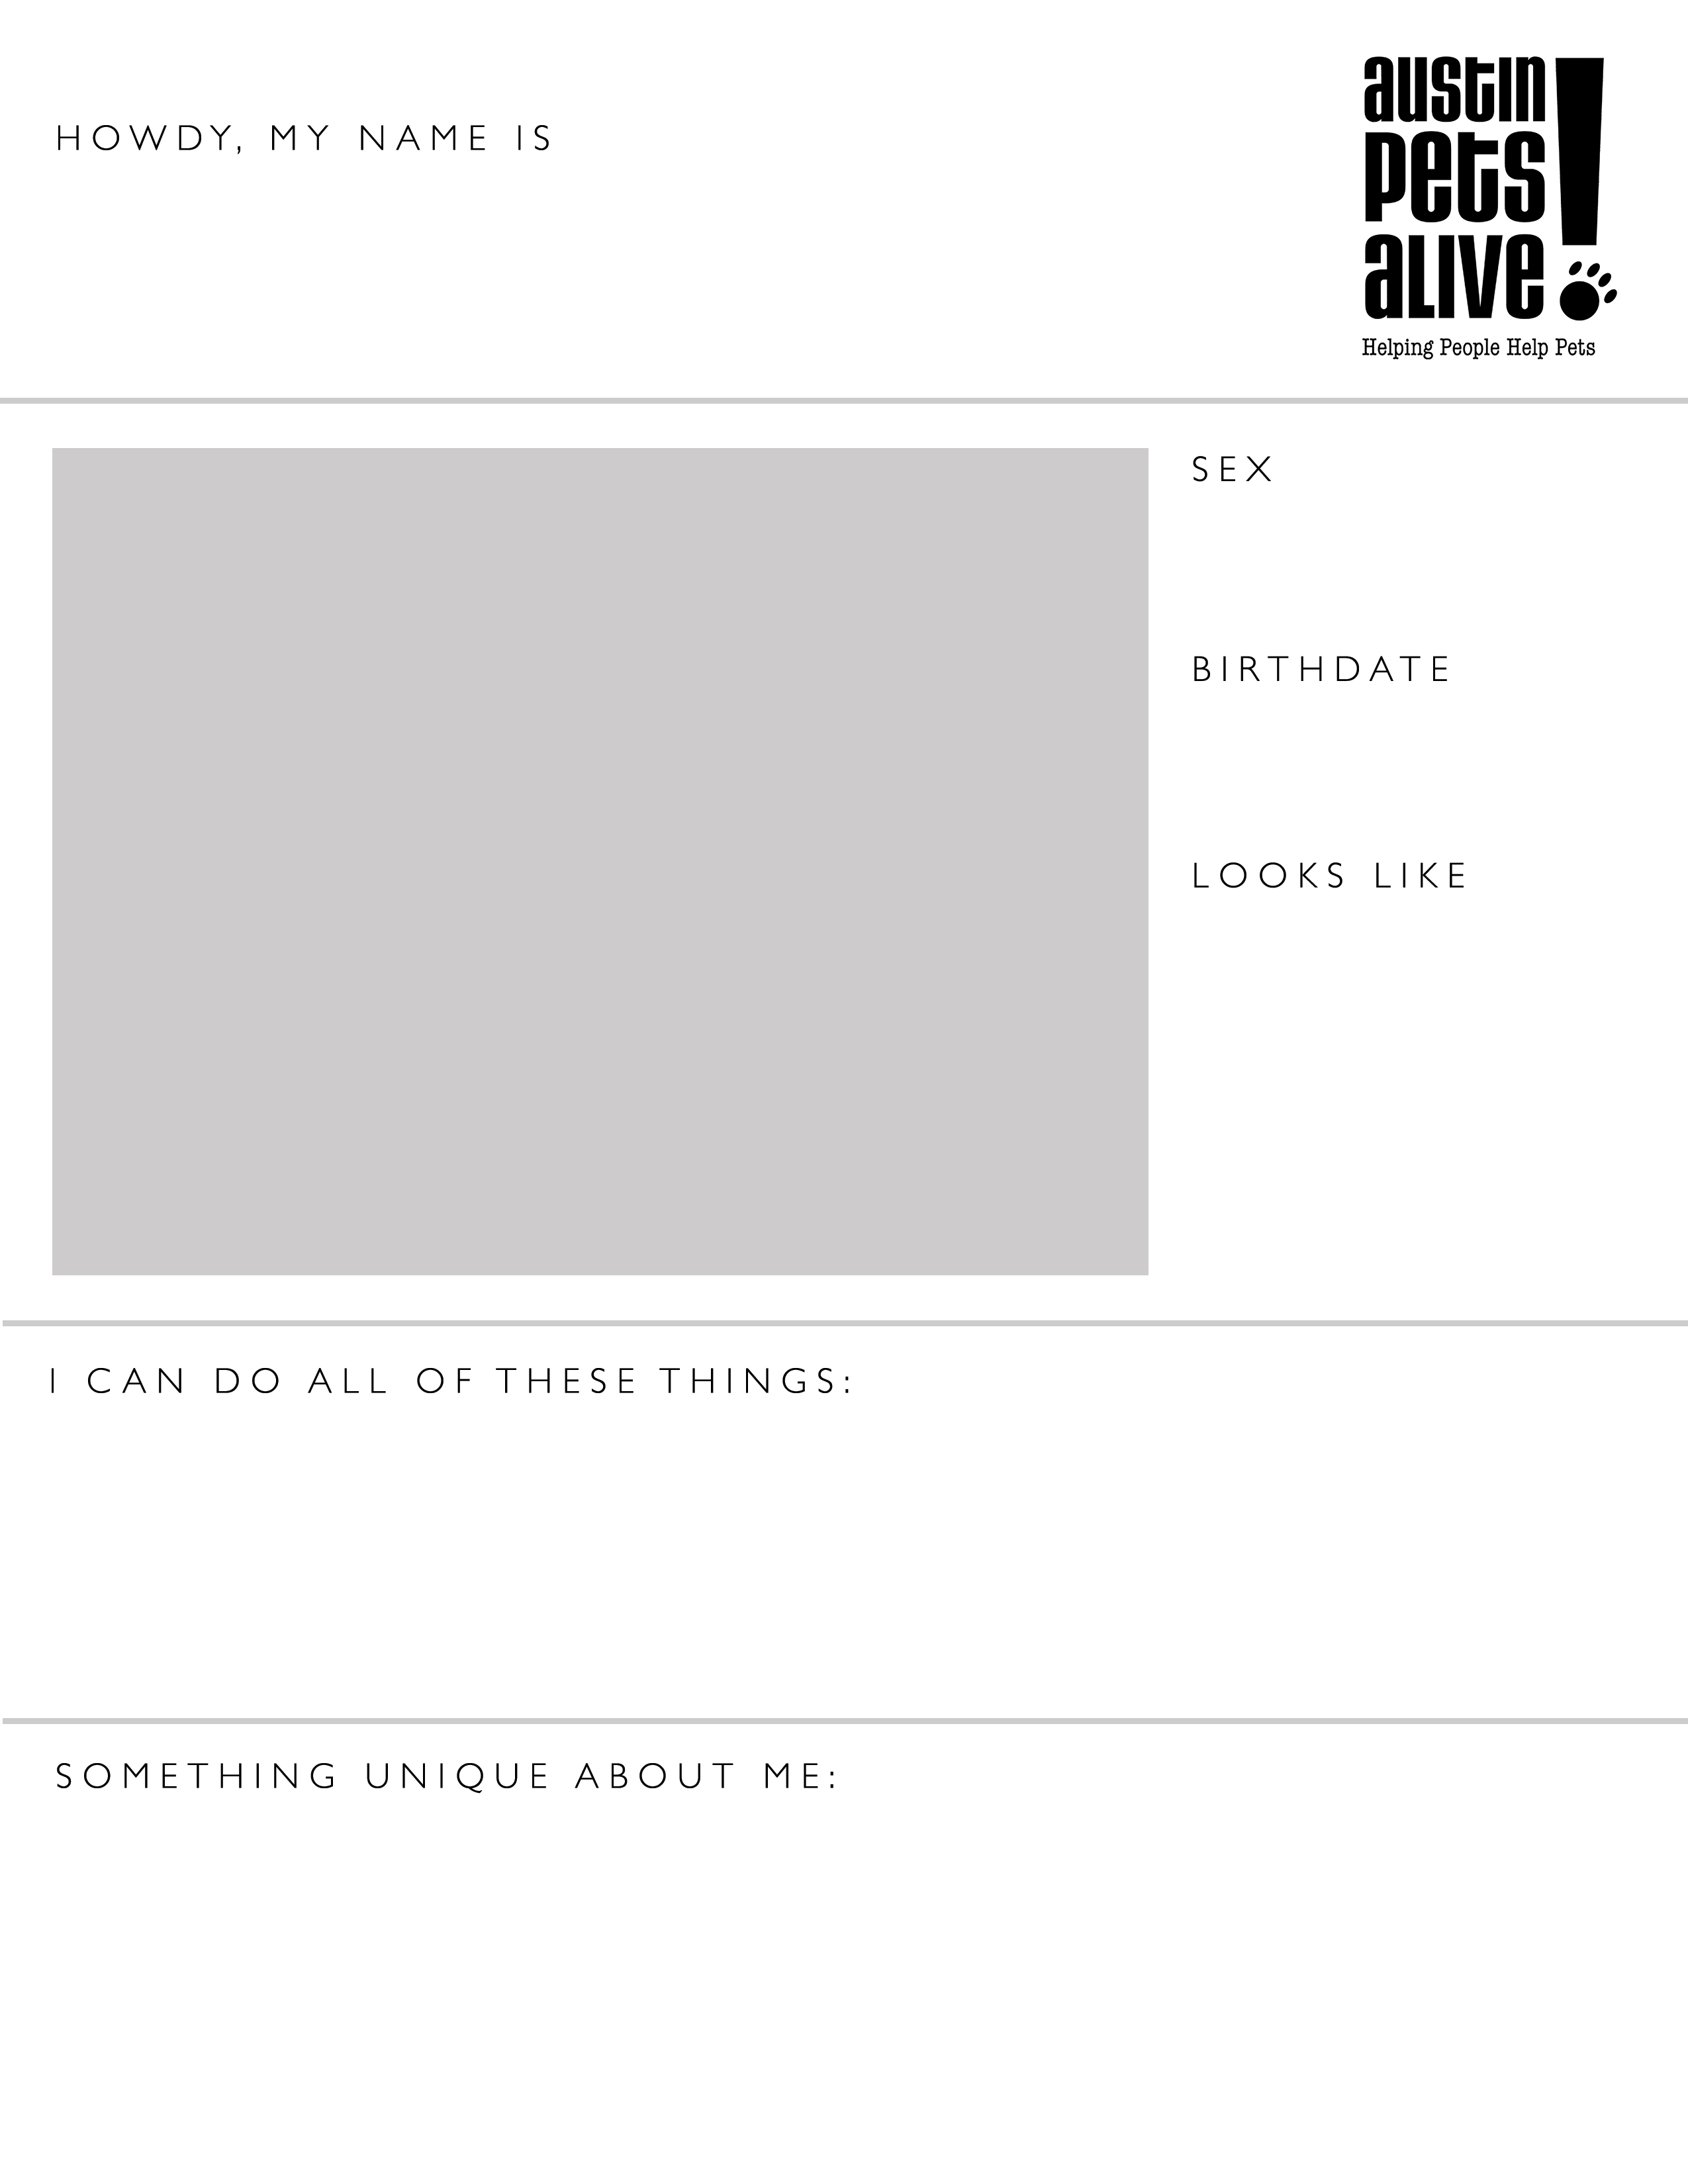 HOWDY, MY NAME IS
austin
pets
alive!
Helping People Help Pets
SEX
BIRTHDATE
LOOKS LIKE
I CAN DO ALL OF THESE THINGS:
SOMETHING UNIQUE ABOUT ME: